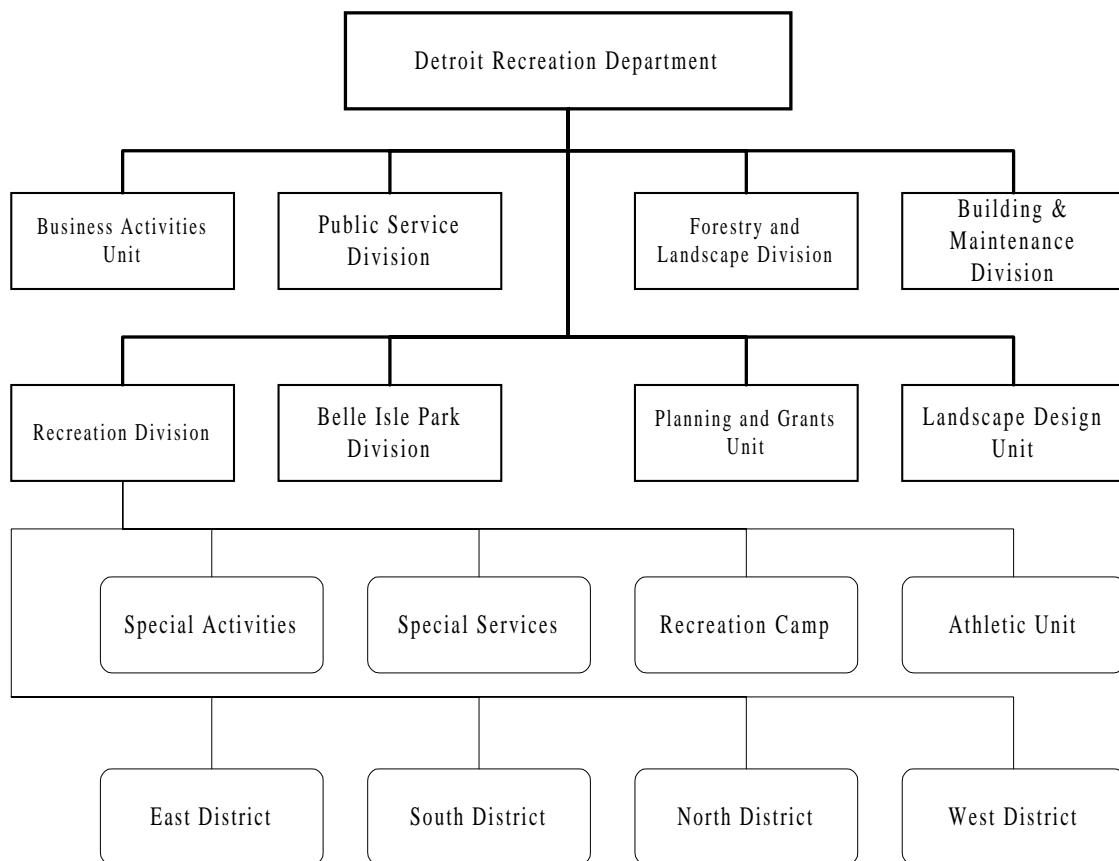 Detroit Recreation Department
Business Activities
Unit
Public Service
Division
Forestry and
Landscape Division
Building &
Maintenance
Division
Recreation Division
Belle Isle Park
Division
Planning and Grants
Unit
Landscape Design
Unit
Special Activities
Special Services
Recreation Camp
Athletic Unit
East District
South District
North District
West District